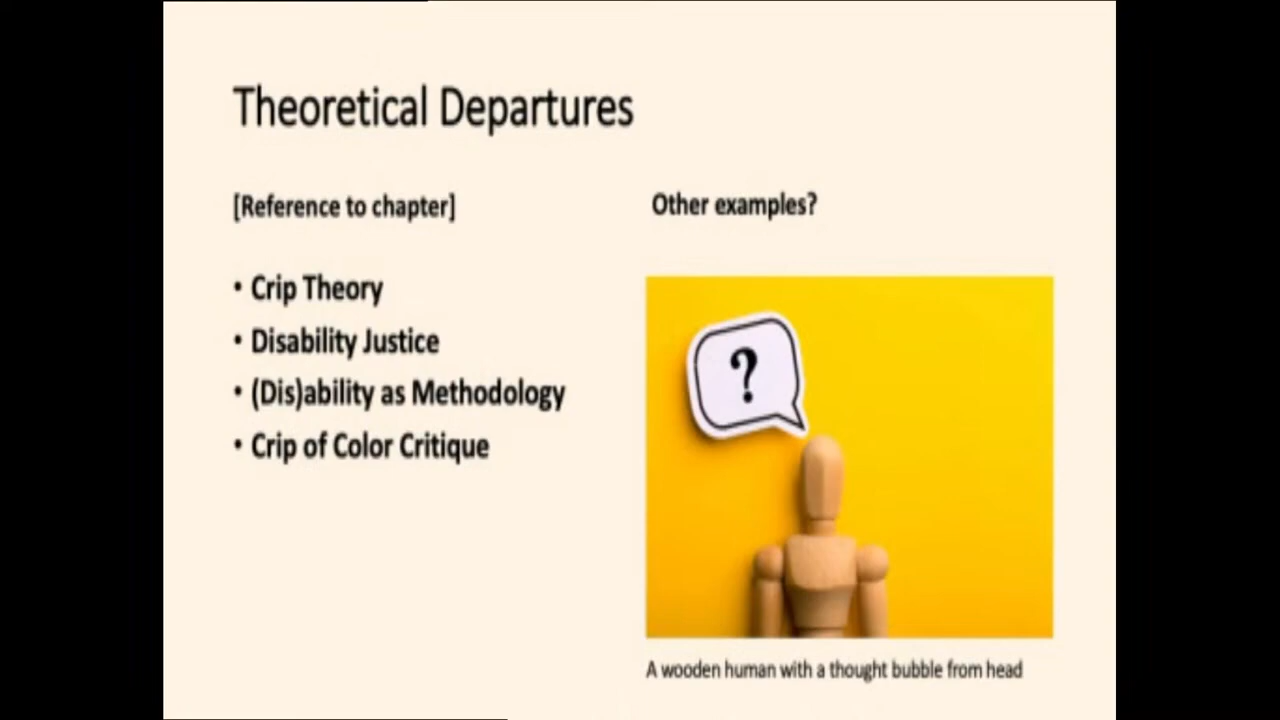 Theoretical Departures
[Reference to chapter]
• Crip Theory
• Disability Justice
• (Dis)ability as Methodology
• Crip of Color Critique
Other examples?
?
A wooden human with a thought bubble from head